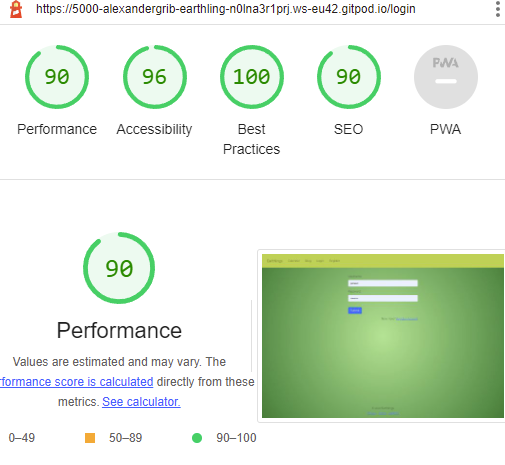 https://5000-alexandergrib-earthling-n0lna3r1prj.ws-eu42.gitpod.io/login
90
96
100
90
PWA
Performance
Accessibility
Best
Practices
SEO
PWA
90
Performance
Values are estimated and may vary. The
rformance score is calculated directly from these
metrics. See calculator.
0–49
50–89
90–100